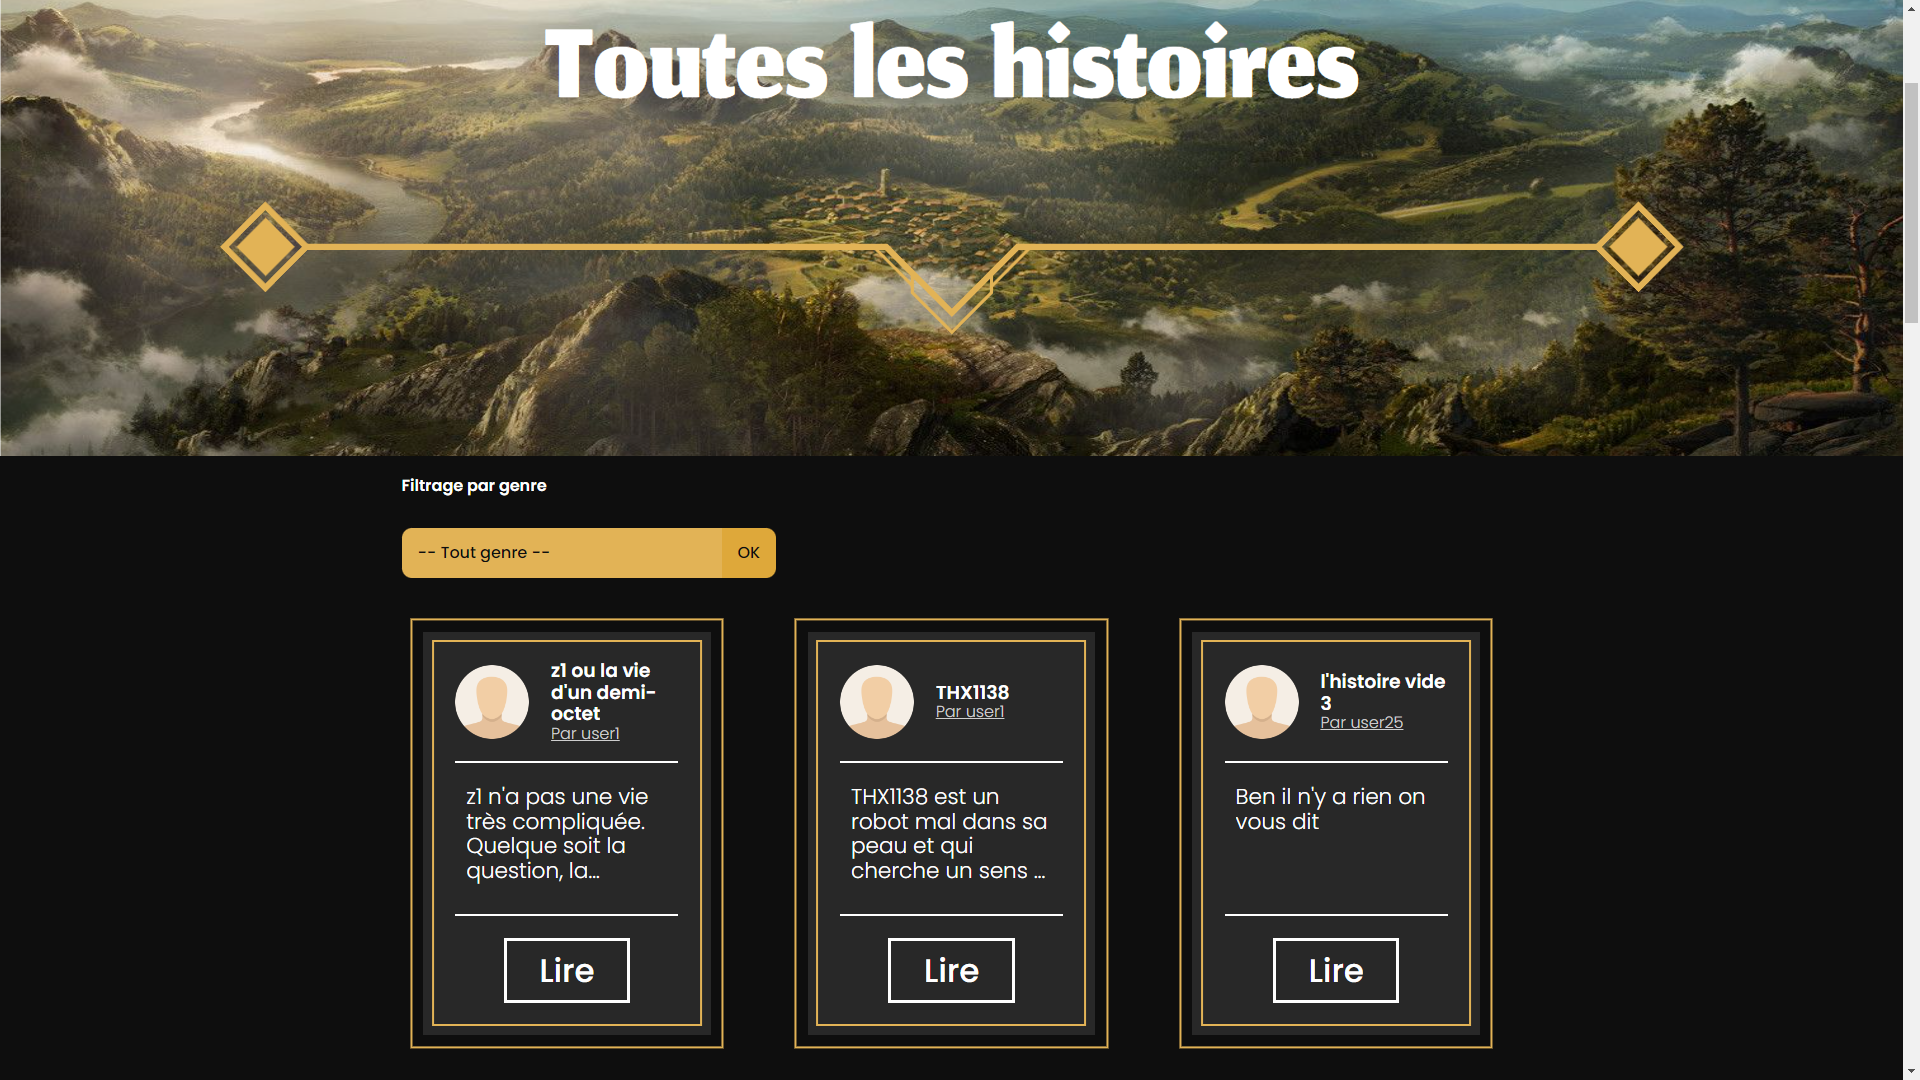 Toutes les histoires
Filtrage par genre
-- Tout genre --
OK
z1 ou la vie
d'un demi-
octet
Par user1
z1 n'a pas une vie
très compliquée.
Quelque soit la
question, la...
Lire
THX1138
Par user1
THX1138 est un
robot mal dans sa
peau et qui
cherche un sens ...
Lire
l'histoire vide
3
Par user25
Ben il n'y a rien on
vous dit
Lire